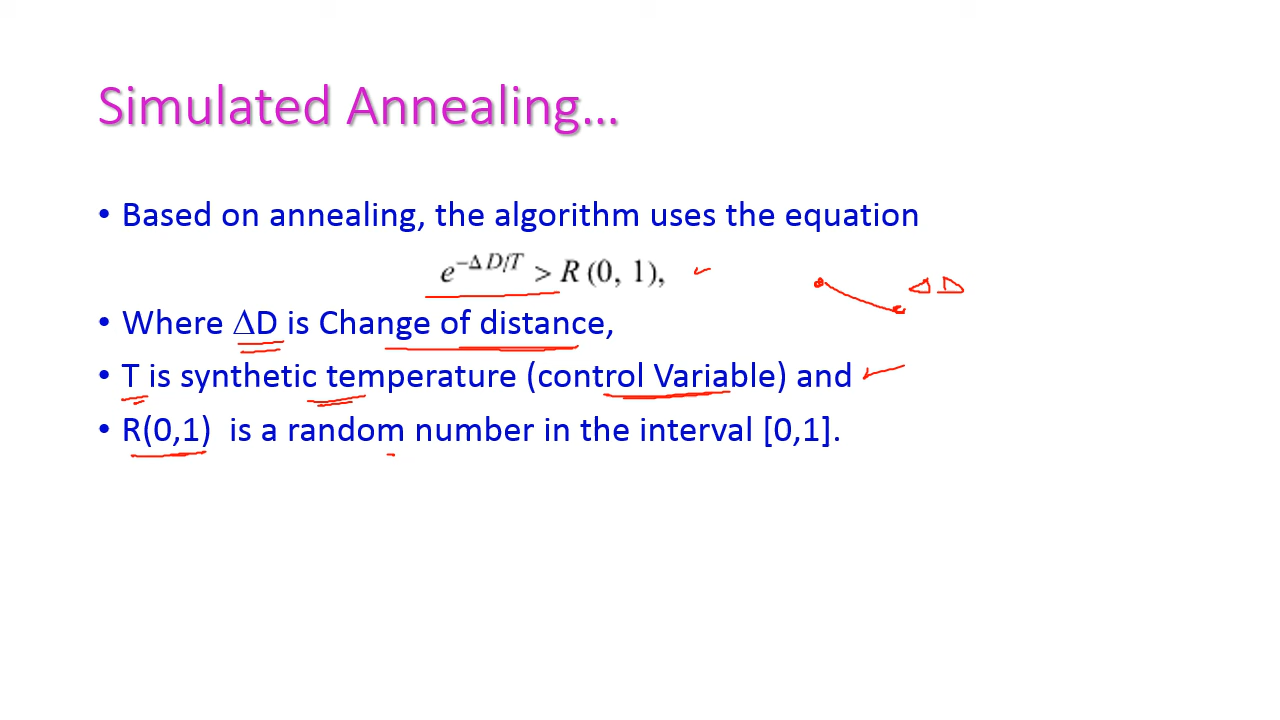 Simulated Annealing…
• Based on annealing, the algorithm uses the equation
e^{-Δ D/T} > R (0, 1),
ΔD
• Where ΔD is Change of distance,
• T is synthetic temperature (control Variable) and
• R(0,1) is a random number in the interval [0,1].